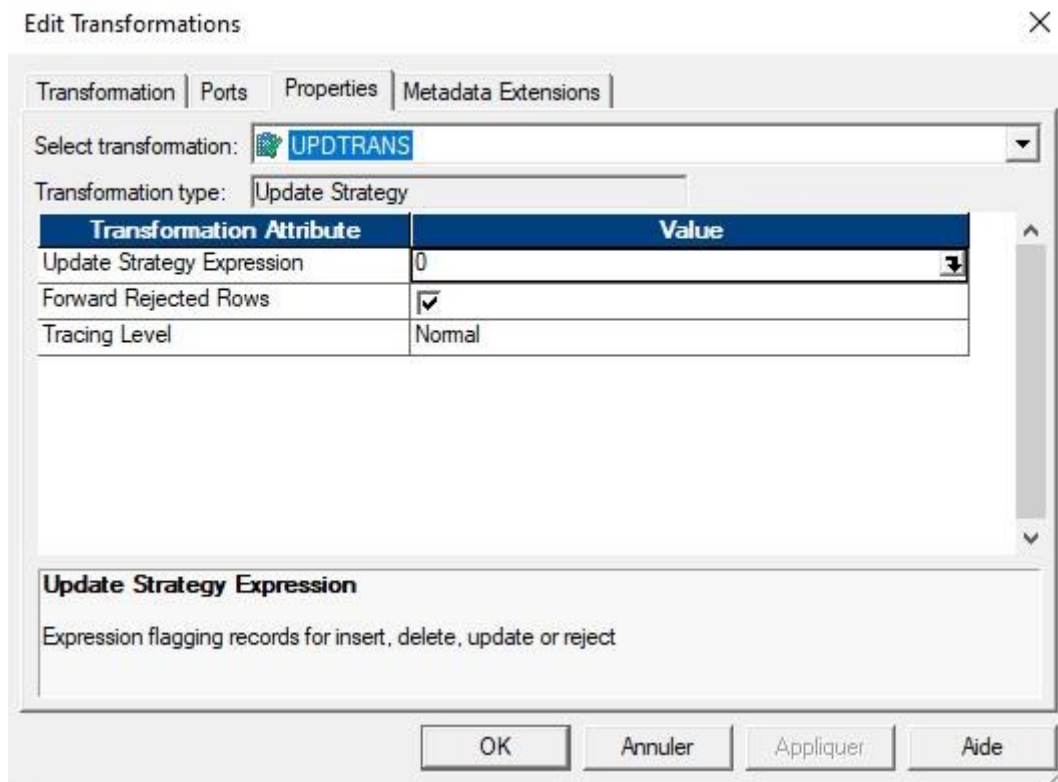 Edit Transformations
Transformation Ports Properties Metadata Extensions
Select transformation: UPDTRANS
Transformation type: Update Strategy
Transformation Attribute Value
Update Strategy Expression 0
Forward Rejected Rows
Tracing Level Normal
Update Strategy Expression
Expression flagging records for insert, delete, update or reject
OK Annuler Appliquer Aide